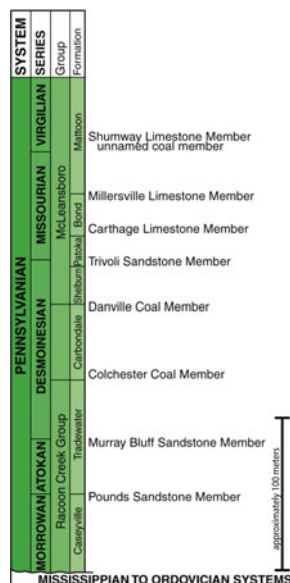 SYSTEM
SERIES
Group
Formation
PENNSYLVANIAN
VIRGILIAN
MISSOURIAN
DESMOINESIAN
ATOKAN
MORROWAN
McLeansboro
Raccoon Creek Group
Mattoon
Bond
Patoka
Shelburn
Carbondale
Tradewater
Caseyville
Shumway Limestone Member
unnamed coal member
Millersville Limestone Member
Carthage Limestone Member
Trivoli Sandstone Member
Danville Coal Member
Colchester Coal Member
Murray Bluff Sandstone Member
Pounds Sandstone Member
approximately 100 meters
MISSISSIPPIAN TO ORDOVICIAN SYSTEMS